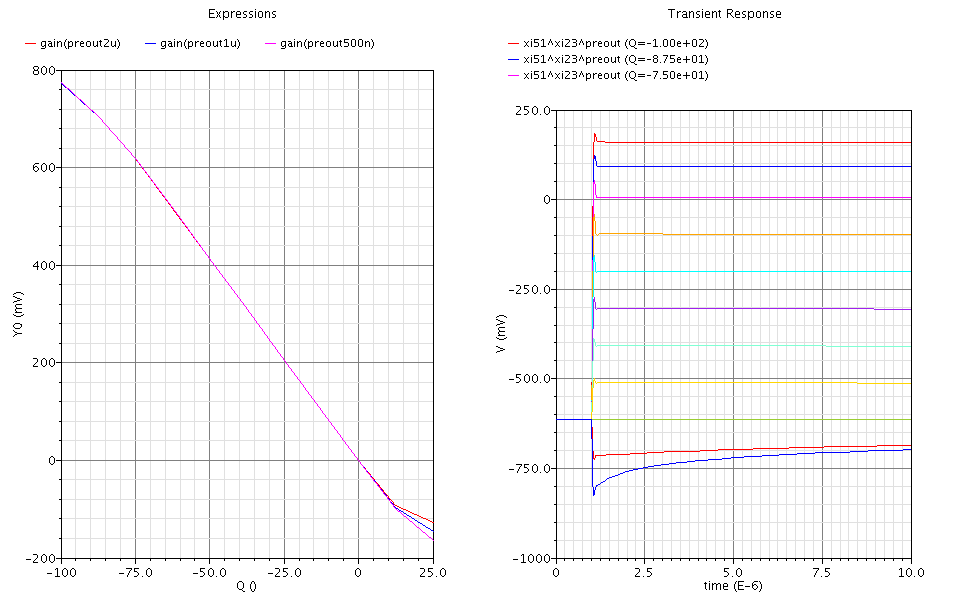 Expressions
gain(preout2u) gain(preout1u) gain(preout500n)
800
600
400
200
0
-200
Y0 (mV)
-100 -75.0 -50.0 -25.0 0 25.0
Q ()
Transient Response
xi51^xi23^preout (Q=-1.00e+02)
xi51^xi23^preout (Q=-8.75e+01)
xi51^xi23^preout (Q=-7.50e+01)
250.0
0
-250.0
-500.0
-750.0
-1000
V (mV)
0 2.5 5.0 7.5 10.0
time (E-6)